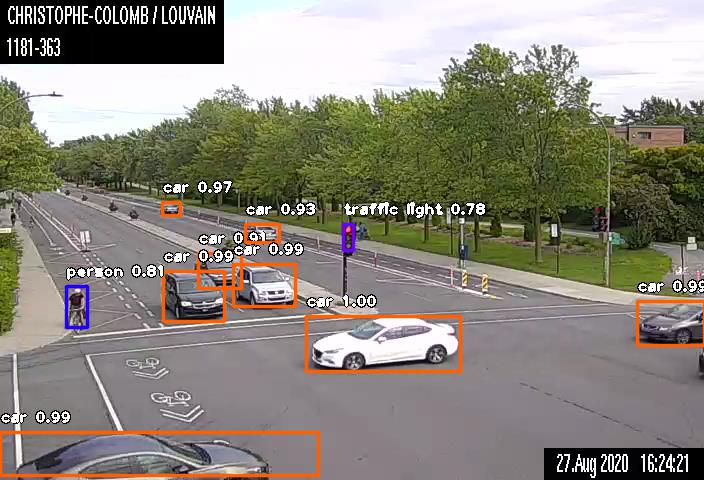 CHRISTOPHE-COLOMB / LOUVAIN
1181-363
car 0.97
car 0.93
traffic light 0.78
car 0.99
car 0.99
person 0.81
car 1.00
car 0.99
car 0.99
27.Aug 2020 16:24:21